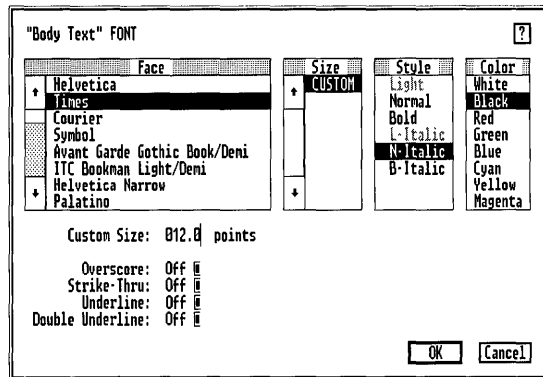 "Body Text" FONT ?
Face Size Style Color
Helvetica CUSTOM Light White
Times Normal Black
Courier Bold Red
Symbol L-Italic Green
Avant Garde Gothic Book/Demi N-Italic Blue
ITC Bookman Light/Demi B-Italic Cyan
Helvetica Narrow Yellow
Palatino Magenta
Custom Size: 012.0 points
Overscore: Off
Strike-Thru: Off
Underline: Off
Double Underline: Off
OK Cancel